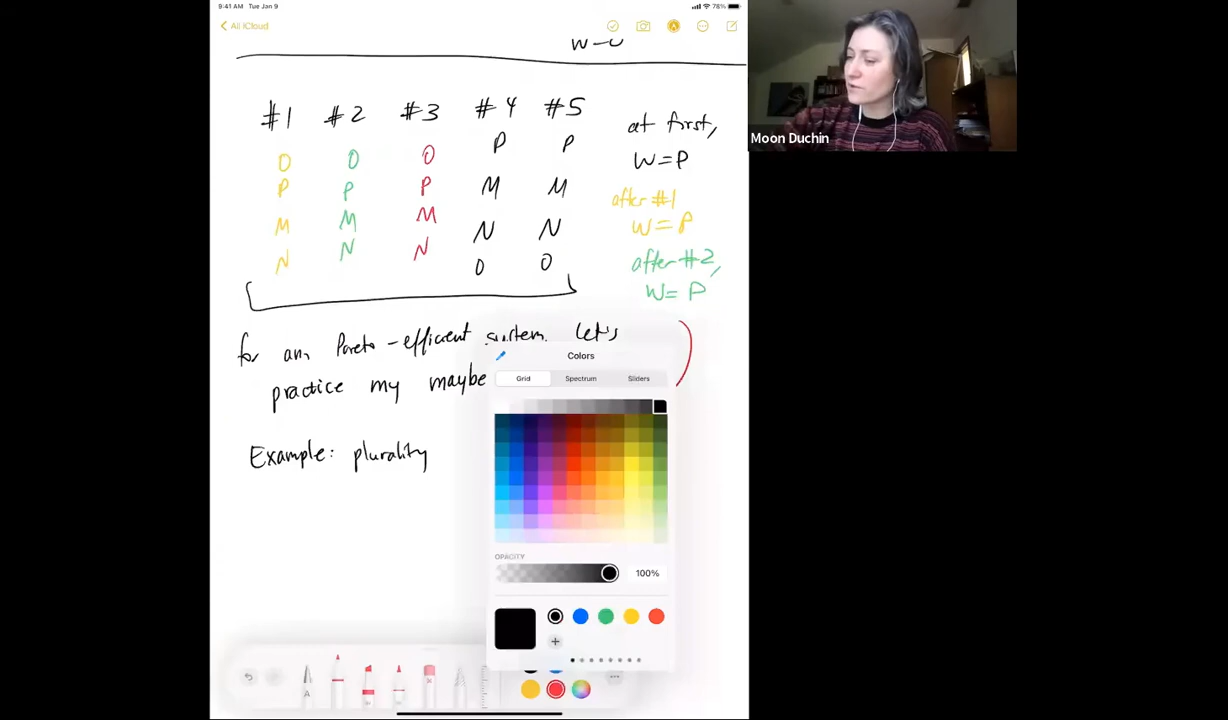 9:41 AM Tue Jan 9
78%
All iCloud
#1 #2 #3 #4 #5
O O O P P
P P P M M
M M M N N
N N N O O
at first,
W=P
after #1
W=P
after #2,
W=P
for any Pareto-efficient system, let's
practice my maybe
Example: plurality
Colors
Grid Spectrum Sliders
OPACITY
100%
A
Moon Duchin